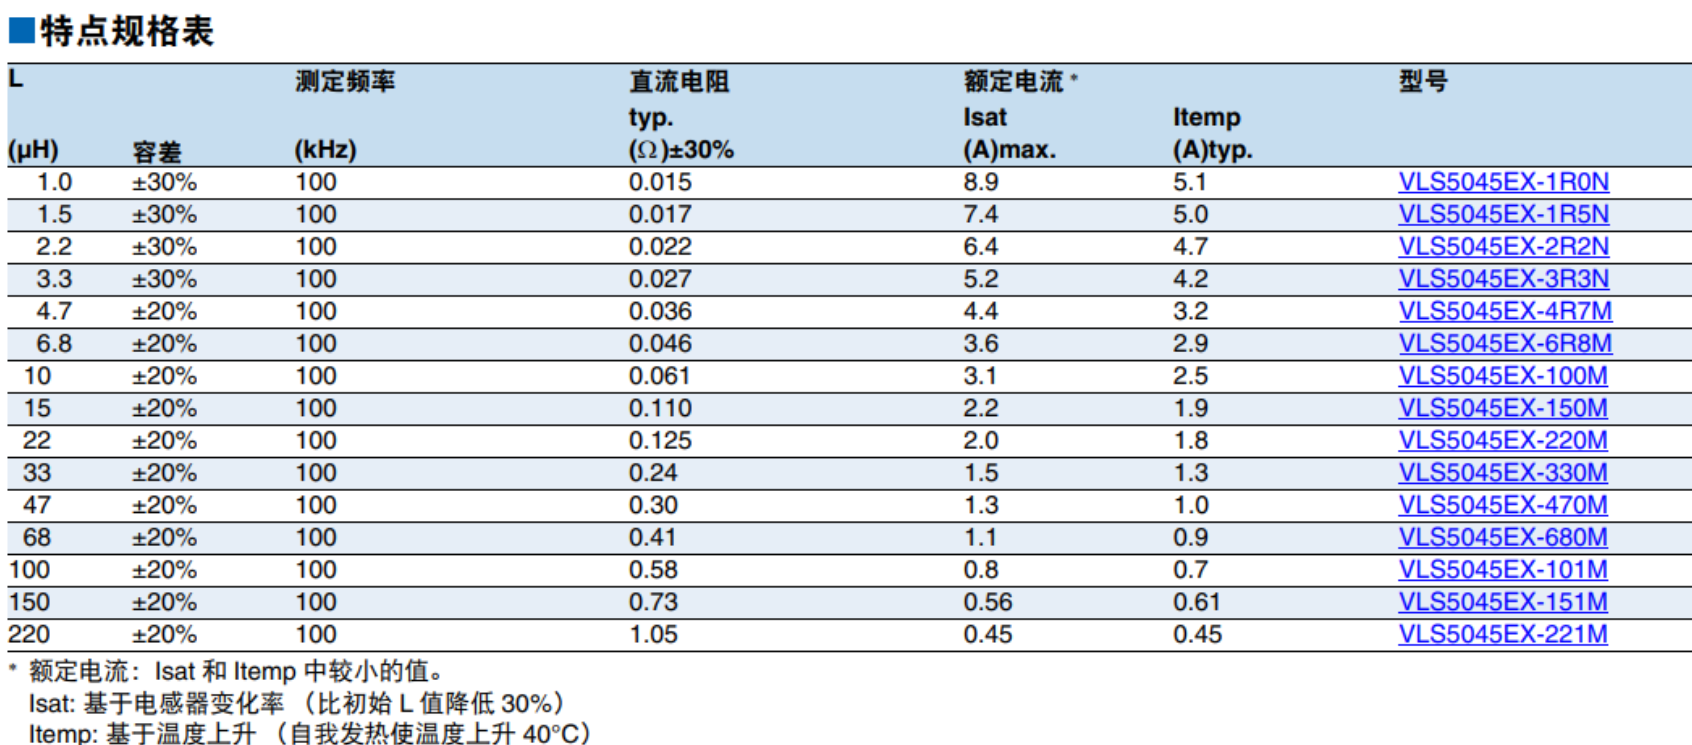 ■特点规格表
L 测定频率 直流电阻 额定电流 * 型号
typ. Isat Itemp
(μH) 容差 (kHz) (Ω)±30% (A)max. (A)typ.
1.0 ±30% 100 0.015 8.9 5.1 VLS5045EX-1R0N
1.5 ±30% 100 0.017 7.4 5.0 VLS5045EX-1R5N
2.2 ±30% 100 0.022 6.4 4.7 VLS5045EX-2R2N
3.3 ±30% 100 0.027 5.2 4.2 VLS5045EX-3R3N
4.7 ±20% 100 0.036 4.4 3.2 VLS5045EX-4R7M
6.8 ±20% 100 0.046 3.6 2.9 VLS5045EX-6R8M
10 ±20% 100 0.061 3.1 2.5 VLS5045EX-100M
15 ±20% 100 0.110 2.2 1.9 VLS5045EX-150M
22 ±20% 100 0.125 2.0 1.8 VLS5045EX-220M
33 ±20% 100 0.24 1.5 1.3 VLS5045EX-330M
47 ±20% 100 0.30 1.3 1.0 VLS5045EX-470M
68 ±20% 100 0.41 1.1 0.9 VLS5045EX-680M
100 ±20% 100 0.58 0.8 0.7 VLS5045EX-101M
150 ±20% 100 0.73 0.56 0.61 VLS5045EX-151M
220 ±20% 100 1.05 0.45 0.45 VLS5045EX-221M
* 额定电流：Isat 和 Itemp 中较小的值。
Isat: 基于电感器变化率 （比初始 L 值降低 30%）
Itemp: 基于温度上升 （自我发热使温度上升 40°C）